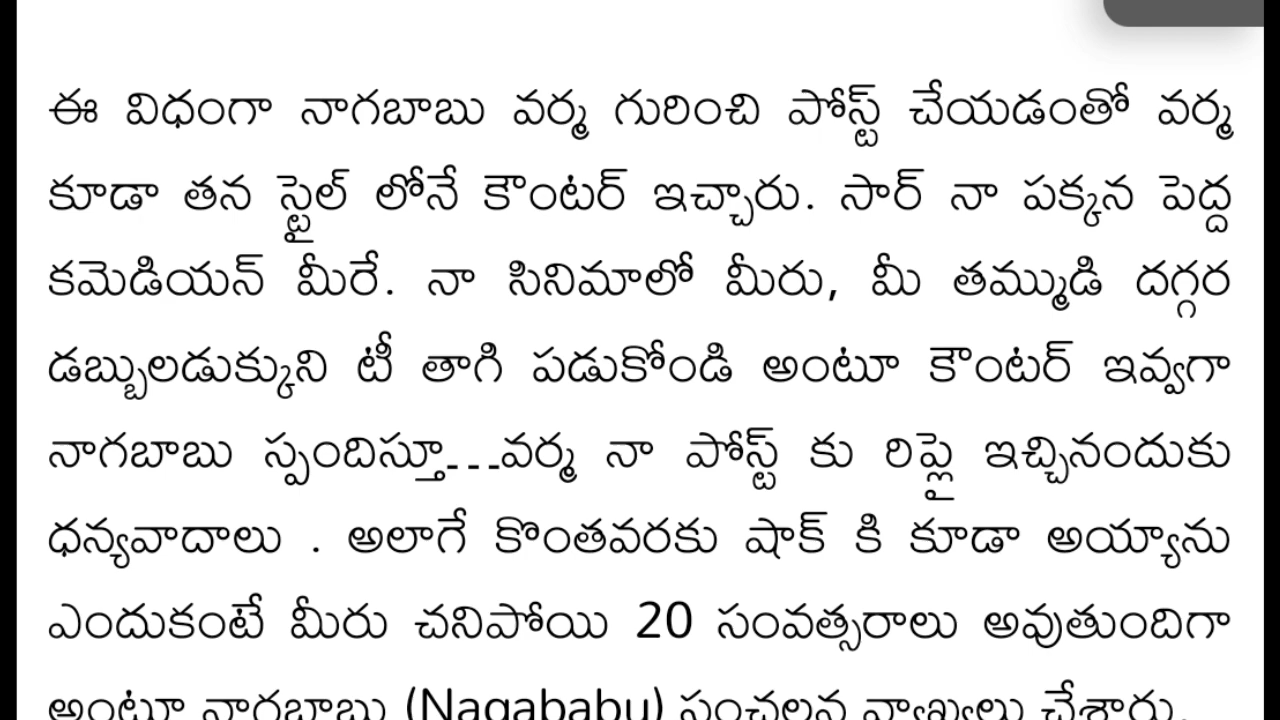 ఈ విధంగా నాగబాబు వర్మ గురించి పోస్ట్ చేయడంతో వర్మ
కూడా తన స్టైల్ లోనే కౌంటర్ ఇచ్చారు. సార్ నా పక్కన పెద్ద
కమెడియన్ మీరే. నా సినిమాలో మీరు, మీ తమ్ముడి దగ్గర
డబ్బులడుక్కుని టీ తాగి పడుకోండి అంటూ కౌంటర్ ఇవ్వగా
నాగబాబు స్పందిస్తూ---వర్మ నా పోస్ట్ కు రిప్లై ఇచ్చినందుకు
ధన్యవాదాలు . అలాగే కొంతవరకు షాక్ కి కూడా అయ్యాను
ఎందుకంటే మీరు చనిపోయి 20 సంవత్సరాలు అవుతుందిగా
అంటూ నాగబాబు (Nagababu) సంచలన వ్యాఖ్యలు చేశారు.